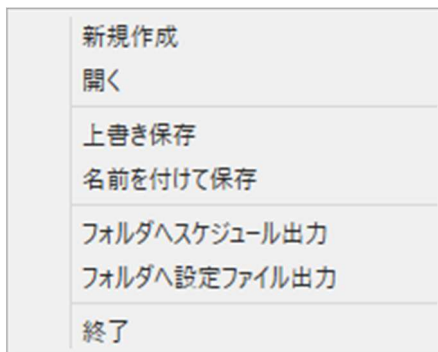 新規作成
開く
上書き保存
名前を付けて保存
フォルダへスケジュール出力
フォルダへ設定ファイル出力
終了